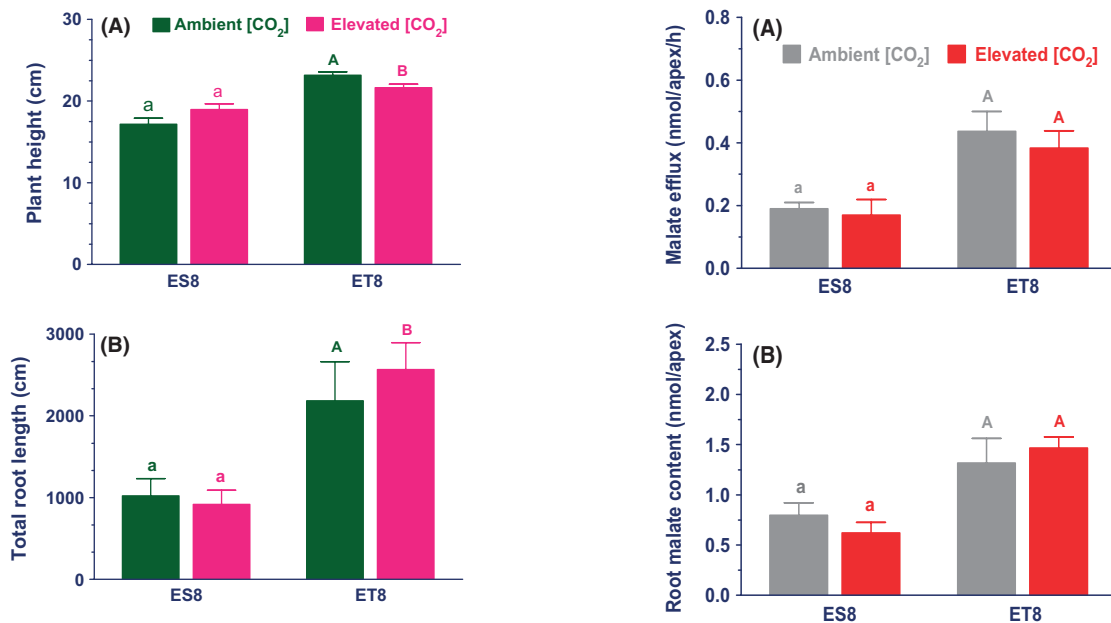 (A)
Ambient [CO₂] Elevated [CO₂]
Plant height (cm)
30
20
10
0
a a A B
ES8 ET8
(B)
Total root length (cm)
3000
2000
1000
0
a a A B
ES8 ET8
(A)
Ambient [CO₂] Elevated [CO₂]
Malate efflux (nmol/apex/h)
0.8
0.6
0.4
0.2
0.0
a a A A
ES8 ET8
(B)
Root malate content (nmol/apex)
2.5
2.0
1.5
1.0
0.5
0.0
a a A A
ES8 ET8